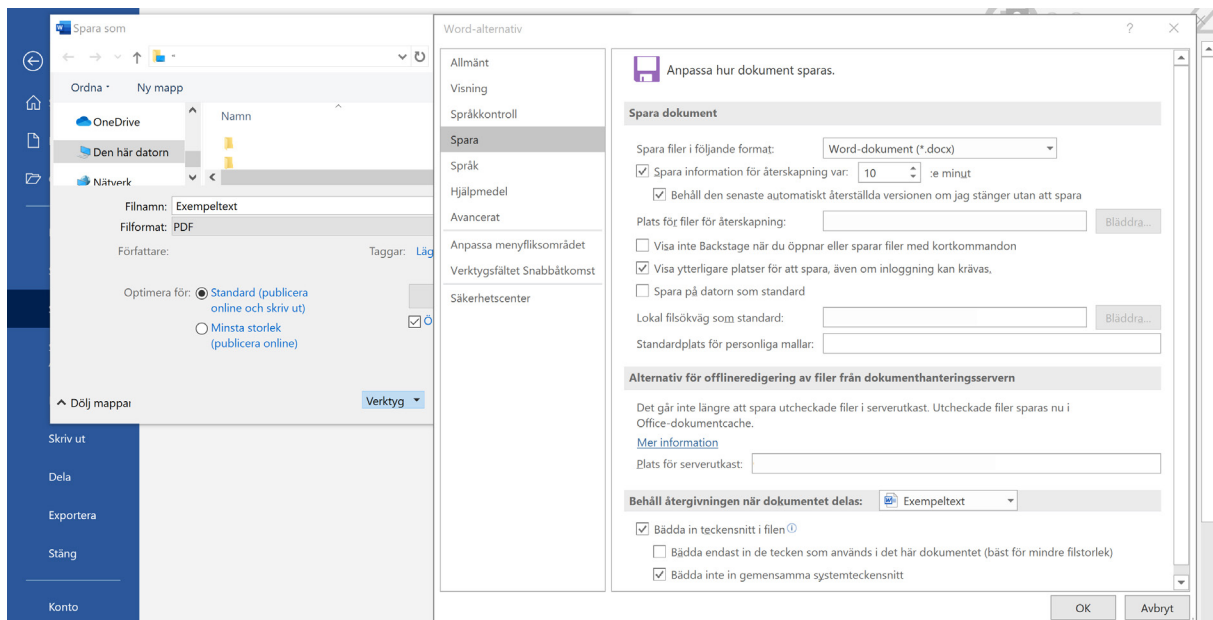 Spara som
Ordna
Ny mapp
OneDrive
Den här datorn
Nätverk
Namn
Filnamn: Exempeltext
Filformat: PDF
Författare:
Taggar: Läg
Optimera för: Standard (publicera
online och skriv ut)
Minsta storlek
(publicera online)
Ö
Dölj mappar
Verktyg
Skriv ut
Dela
Exportera
Stäng
Konto
Word-alternativ
Allmänt
Visning
Språkkontroll
Spara
Språk
Hjälpmedel
Avancerat
Anpassa menyfliksområdet
Verktygsfältet Snabbåtkomst
Säkerhetscenter
Anpassa hur dokument sparas.
Spara dokument
Spara filer i följande format: Word-dokument (*.docx)
Spara information för återskapning var: 10 :e minut
Behåll den senaste automatiskt återställda versionen om jag stänger utan att spara
Plats för filer för återskapning: Bläddra...
Visa inte Backstage när du öppnar eller sparar filer med kortkommandon
Visa ytterligare platser för att spara, även om inloggning kan krävas,
Spara på datorn som standard
Lokal filsökväg som standard: Bläddra...
Standardplats för personliga mallar:
Alternativ för offlineredigering av filer från dokumenthanteringsservern
Det går inte längre att spara utcheckade filer i serverutkast. Utcheckade filer sparas nu i
Office-dokumentcache.
Mer information
Plats för serverutkast:
Behåll återgivningen när dokumentet delas: Exempeltext
Bädda in teckensnitt i filen
Bädda endast in de tecken som används i det här dokumentet (bäst för mindre filstorlek)
Bädda inte in gemensamma systemteckensnitt
OK
Avbryt